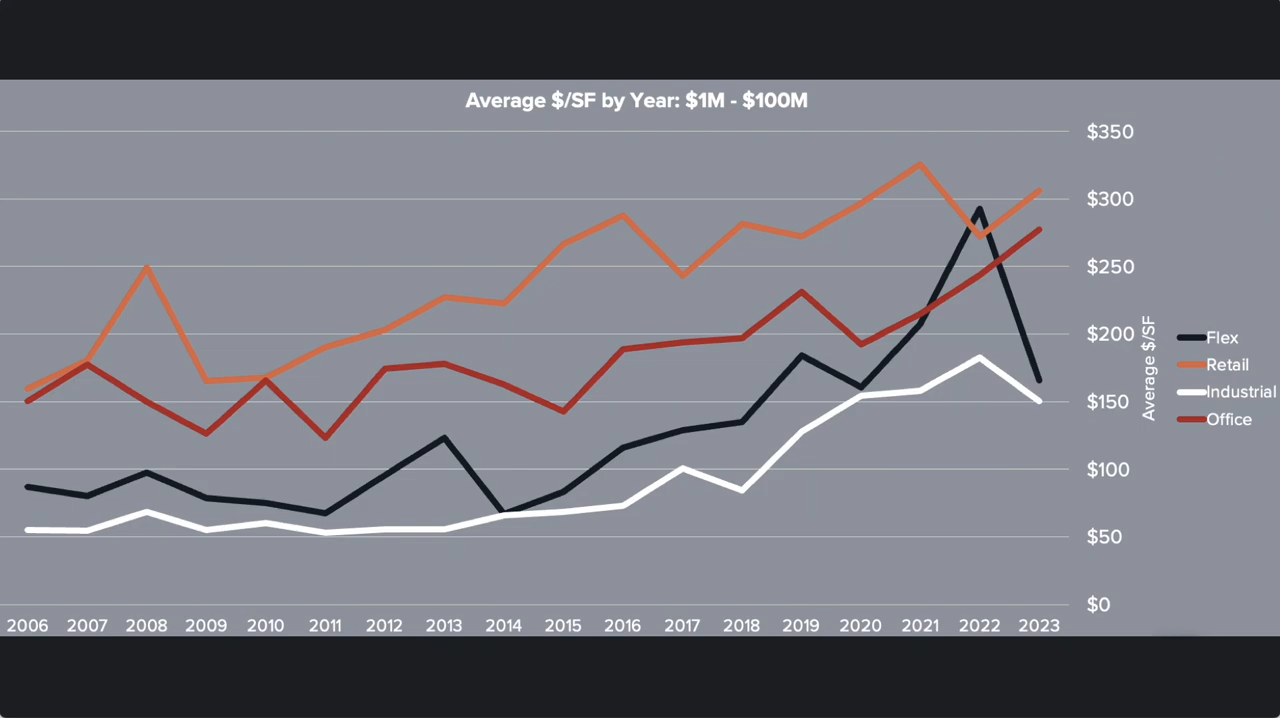 Average $/SF by Year: $1M - $100M
$350
$300
$250
$200
$150
$100
$50
$0
Average $/SF
Flex
Retail
Industrial
Office
2006 2007 2008 2009 2010 2011 2012 2013 2014 2015 2016 2017 2018 2019 2020 2021 2022 2023